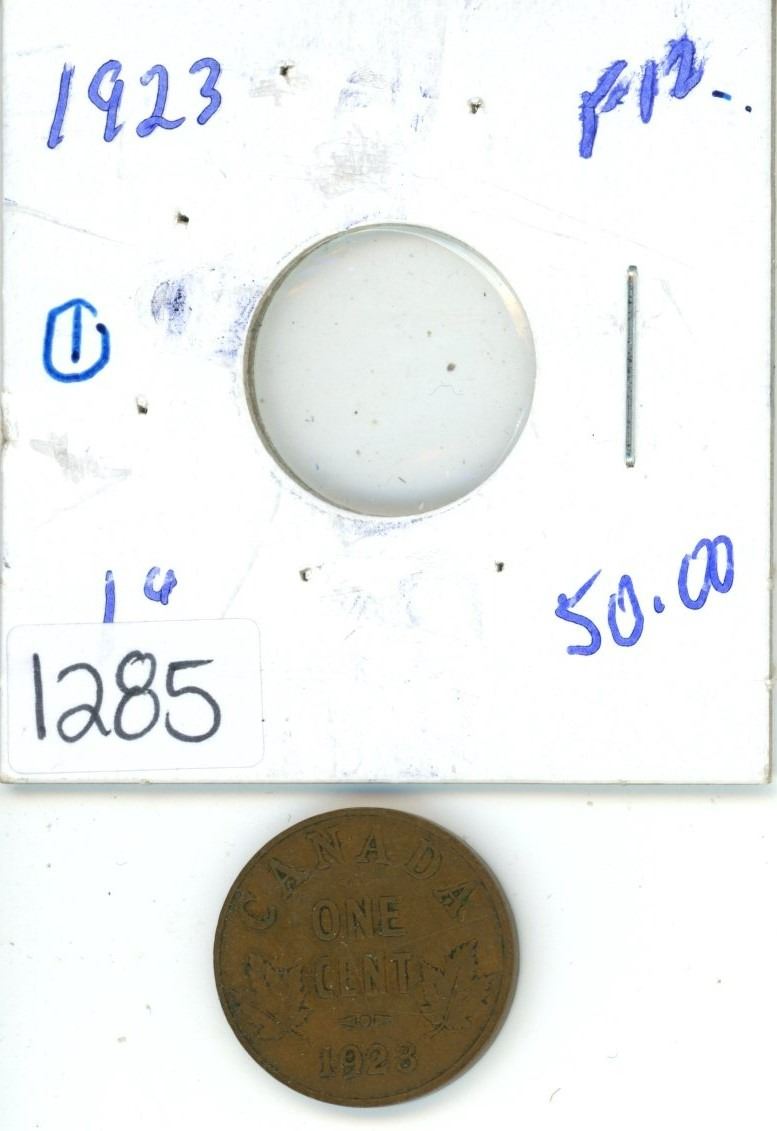 1923 F12.
1
1¢ 50.00
1285
CANADA
ONE
CENT
1923